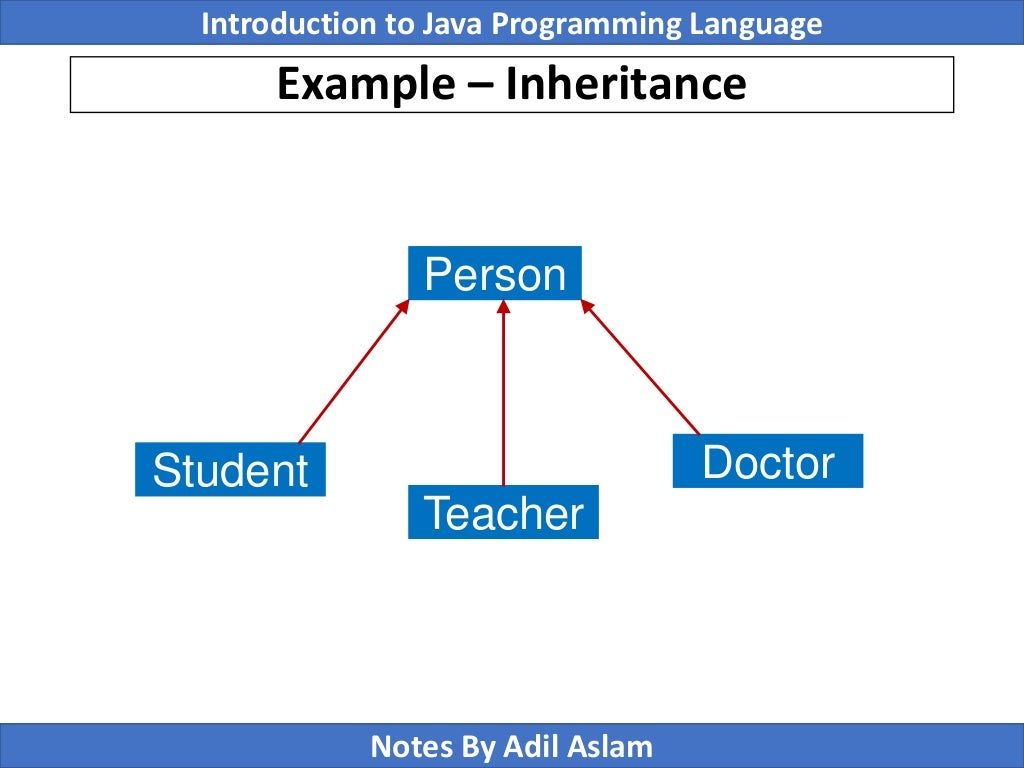 Introduction to Java Programming Language
Example – Inheritance
Person
Student
Doctor
Teacher
Notes By Adil Aslam